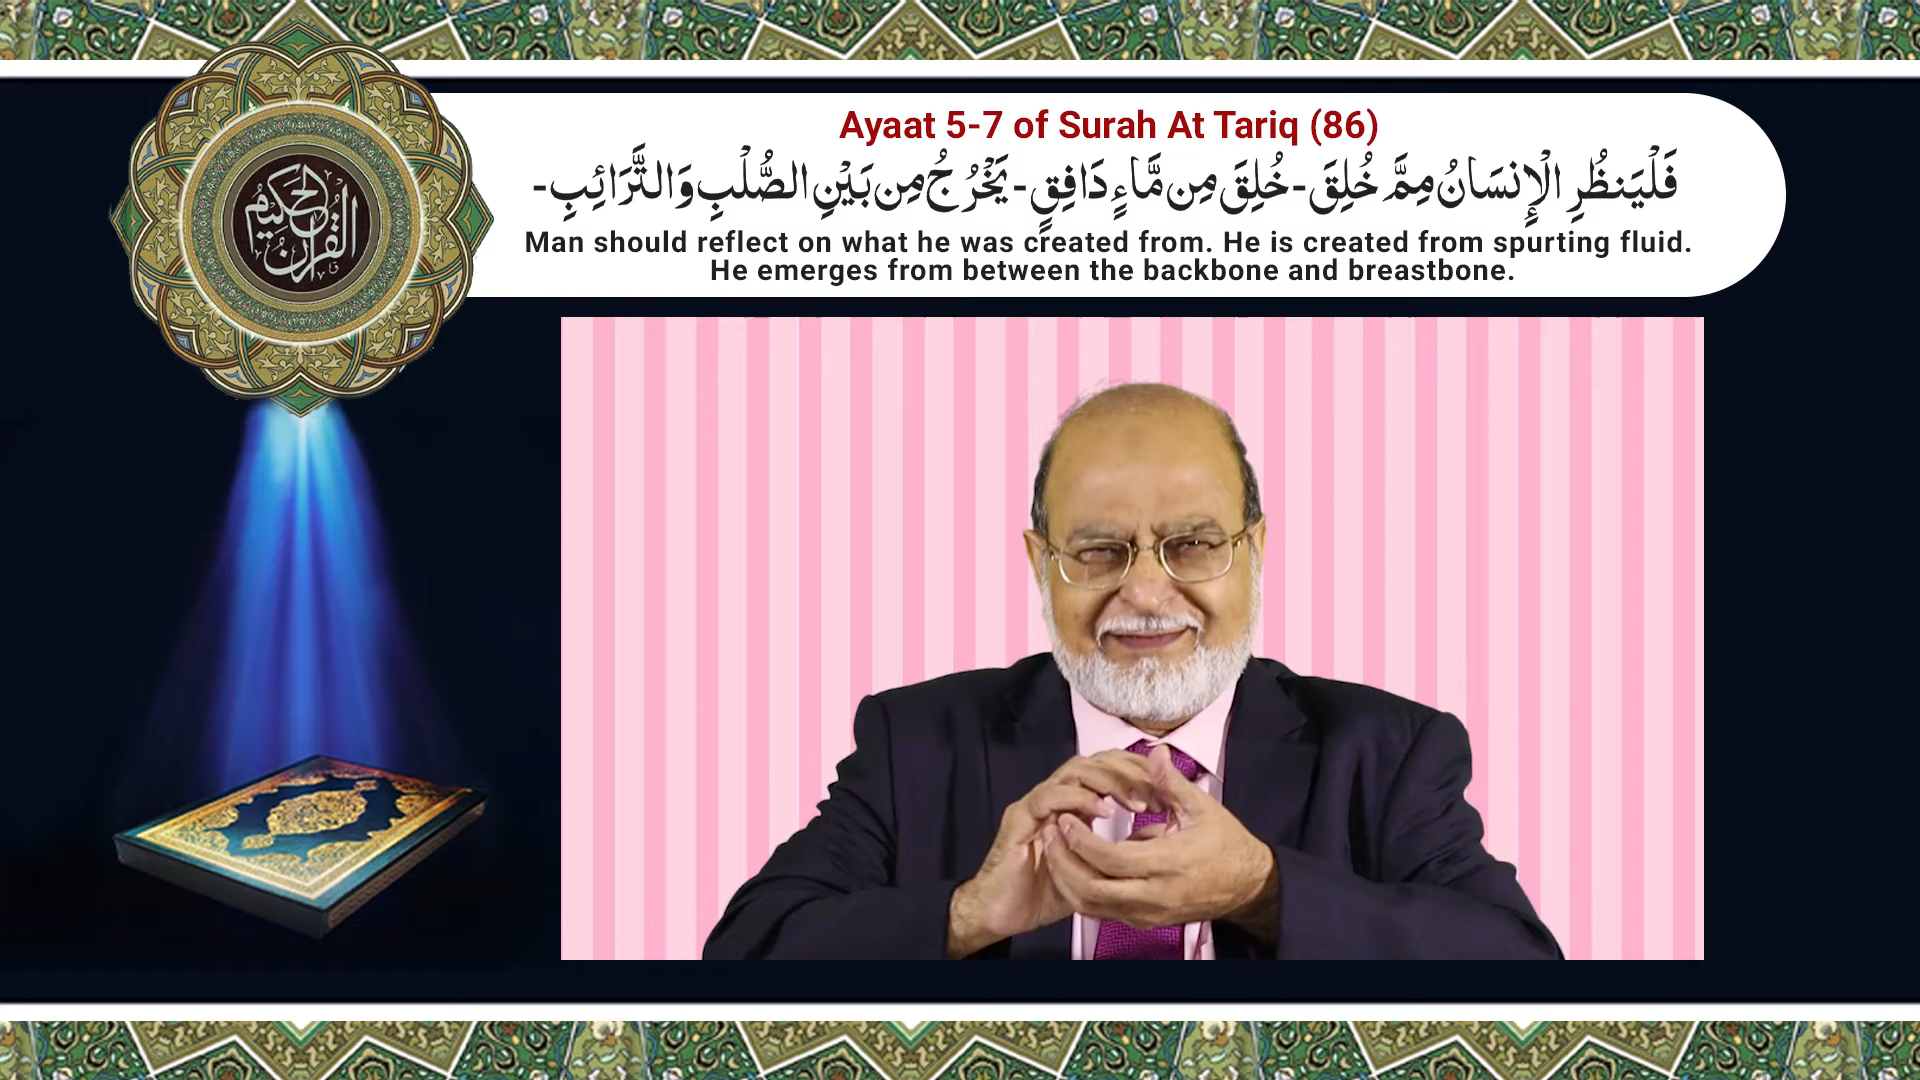 القرآن الحكيم
Ayaat 5-7 of Surah At Tariq (86)
فَلْيَنظُرِ الْإِنسَانُ مِمَّ خُلِقَ - خُلِقَ مِن مَّاءٍ دَافِقٍ - يَخْرُجُ مِن بَيْنِ الصُّلْبِ وَالتَّرَائِبِ -
Man should reflect on what he was created from. He is created from spurting fluid.
He emerges from between the backbone and breastbone.